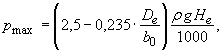 p_max = (2,5 − 0,235 · D_e / b_0) ρgH_e / 1000 ,